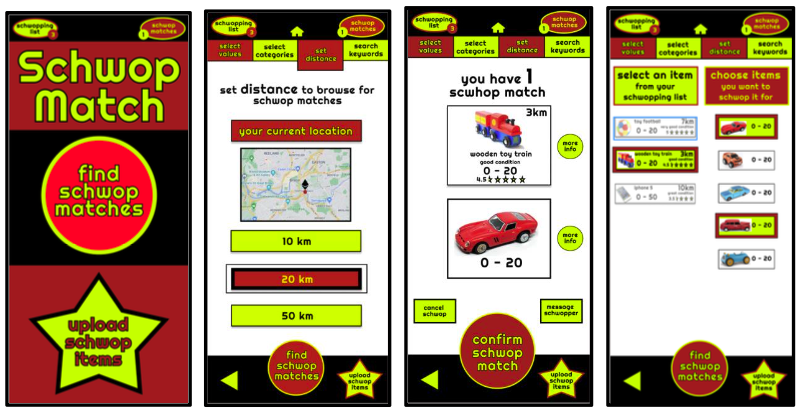 schwopping
list
3
schwop
matches
1
Schwop
Match
find
schwop
matches
upload
schwop
items
schwopping
list
3
schwop
matches
1
select
values
select
categories
set
distance
search
keywords
set distance to browse for
schwop matches
your current location
10 km
20 km
50 km
find
schwop
matches
upload
schwop
items
schwopping
list
3
schwop
matches
1
select
values
select
categories
set
distance
search
keywords
you have 1
scwhop match
3km
wooden toy train
good condition
0 - 20
4.5
more
info
0 - 20
more
info
cancel
schwop
message
schwopper
confirm
schwop
match
upload
schwop
items
schwopping
list
3
schwop
matches
1
select
values
select
categories
set
distance
search
keywords
select an item
from your
schwopping list
choose items
you want to
schwop it for
toy football
7km
very good condition
0 - 20
wooden toy train
3km
good condition
0 - 20
iphone 5
10km
good condition
0 - 50
0 - 20
0 - 20
0 - 20
0 - 20
0 - 20
find
schwop
matches
upload
schwop
items